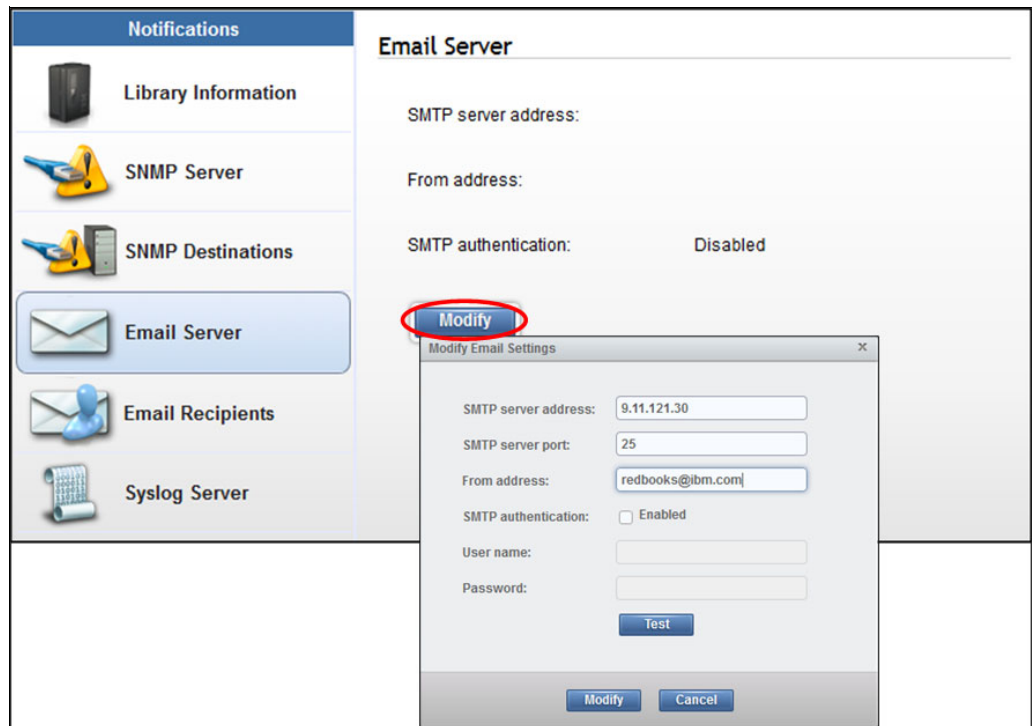 Notifications
Library Information
SNMP Server
SNMP Destinations
Email Server
Email Recipients
Syslog Server
Email Server
SMTP server address:
From address:
SMTP authentication: Disabled
Modify
Modify Email Settings x
SMTP server address: 9.11.121.30
SMTP server port: 25
From address: redbooks@ibm.com
SMTP authentication: Enabled
User name:
Password:
Test
Modify Cancel